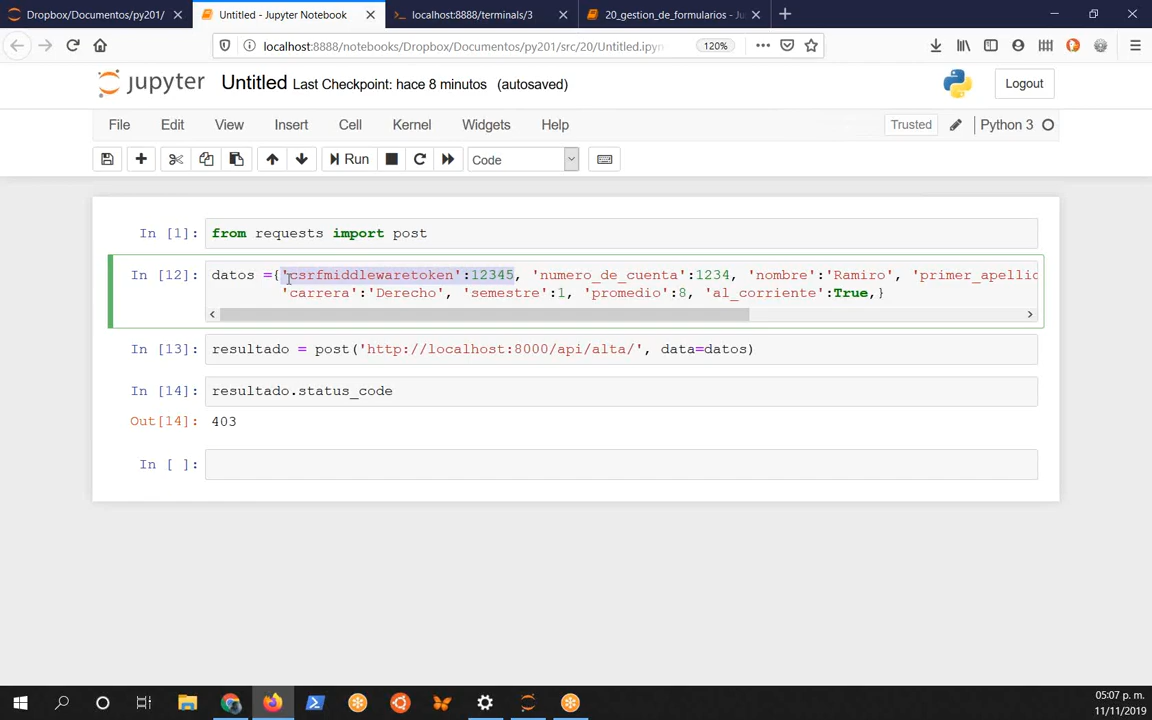 Dropbox/Documentos/py201/
Untitled - Jupyter Notebook
localhost:8888/terminals/3
20_gestion_de_formularios - Ju
localhost:8888/notebooks/Dropbox/Documentos/py201/src/20/Untitled.ipyn
120%
jupyter Untitled Last Checkpoint: hace 8 minutos (autosaved)
Logout
File Edit View Insert Cell Kernel Widgets Help
Trusted Python 3
Run Code
In [1]: from requests import post
In [12]: datos ={'csrfmiddlewaretoken':12345, 'numero_de_cuenta':1234, 'nombre':'Ramiro', 'primer_apellid
'carrera':'Derecho', 'semestre':1, 'promedio':8, 'al_corriente':True,}
In [13]: resultado = post('http://localhost:8000/api/alta/', data=datos)
In [14]: resultado.status_code
Out[14]: 403
In [ ]:
05:07 p. m.
11/11/2019